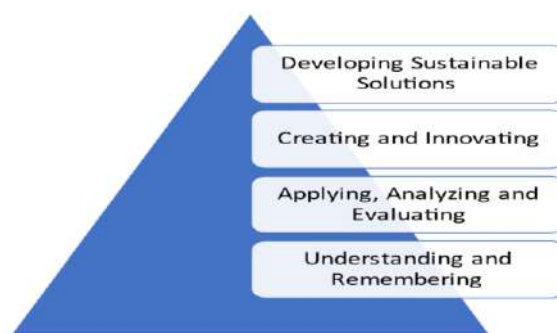 Developing Sustainable
Solutions
Creating and Innovating
Applying, Analyzing and
Evaluating
Understanding and
Remembering